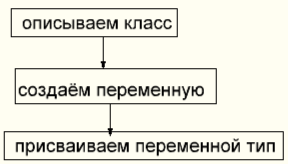 описываем класс
создаём переменную
присваиваем переменной тип